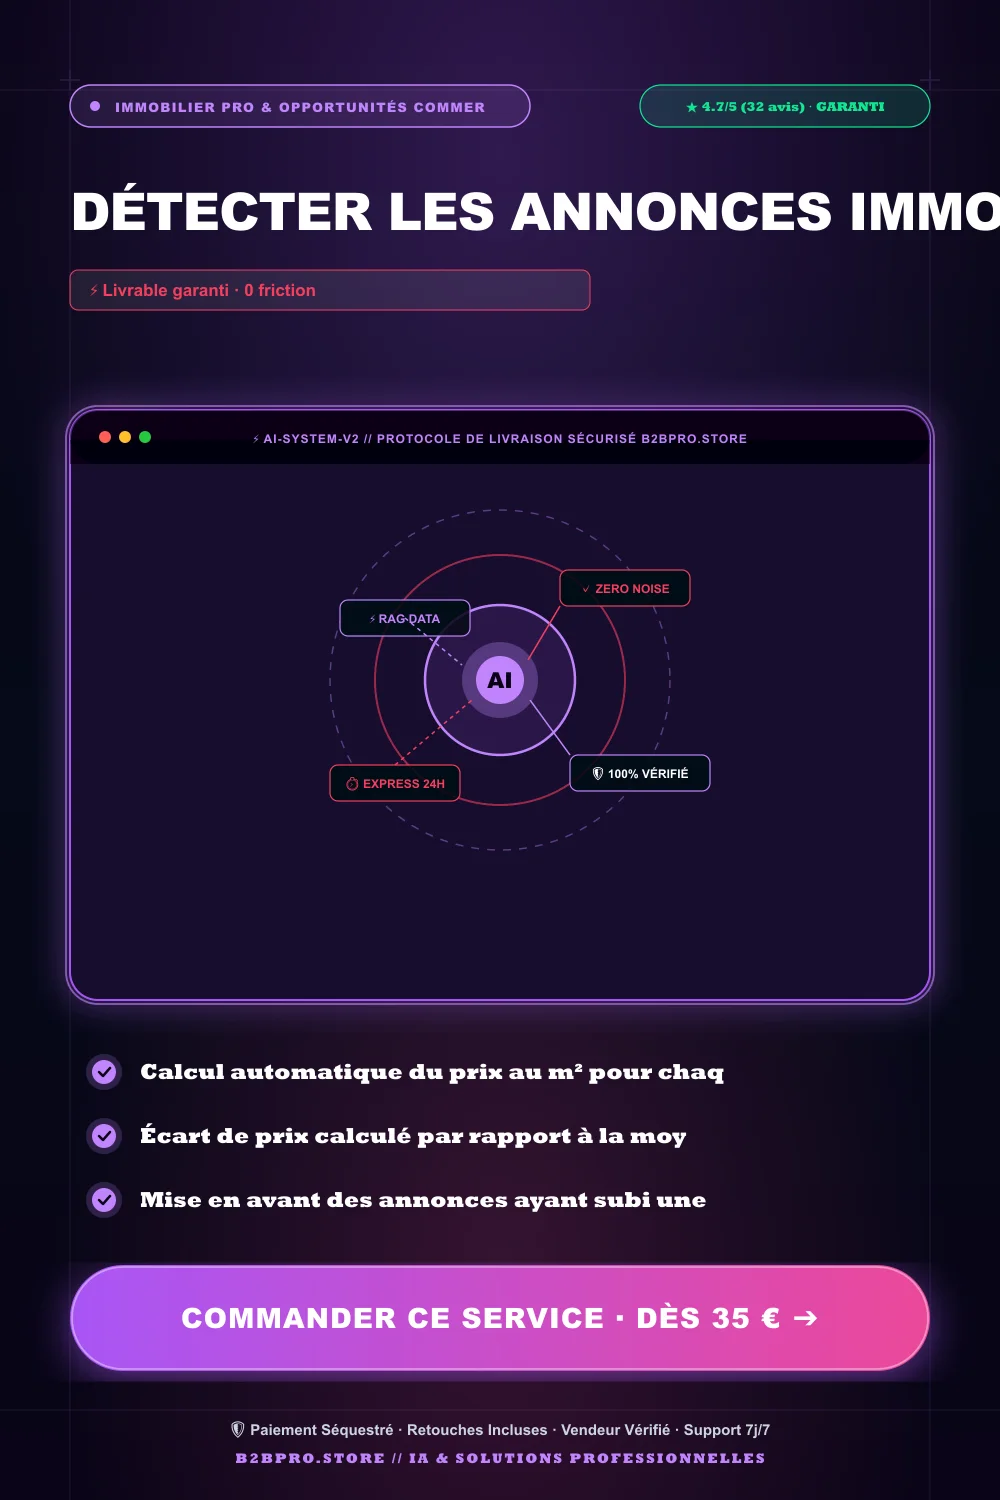 IMMOBILIER PRO & OPPORTUNITÉS COMMER
★ 4.7/5 (32 avis) · GARANTI
DÉTECTER LES ANNONCES IMMO
⚡ Livrable garanti · 0 friction
⚡ AI-SYSTEM-V2 // PROTOCOLE DE LIVRAISON SÉCURISÉ B2BPRO.STORE
✓ ZERO NOISE
⚡ RAG DATA
AI
⏱ EXPRESS 24H
🛡 100% VÉRIFIÉ
Calcul automatique du prix au m² pour chaq
Écart de prix calculé par rapport à la moy
Mise en avant des annonces ayant subi une
COMMANDER CE SERVICE · DÈS 35 € ➔
🛡 Paiement Séquestré · Retouches Incluses · Vendeur Vérifié · Support 7j/7
B2BPRO.STORE // IA & SOLUTIONS PROFESSIONNELLES